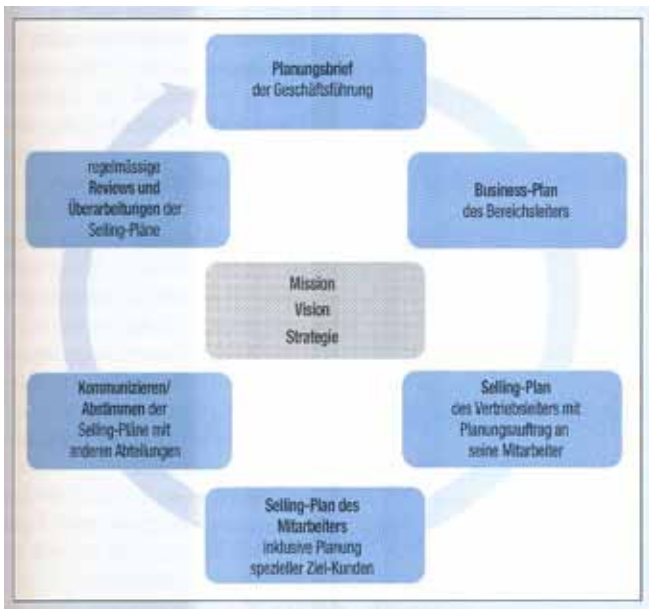 Planungsbrief
der Geschäftsführung
Business-Plan
des Bereichsleiters
Selling-Plan
des Vertriebsleiters mit
Planungsauftrag an
seine Mitarbeiter
Selling-Plan des
Mitarbeiters
inklusive Planung
spezieller Ziel-Kunden
Kommunizieren/
Abstimmen der
Selling-Pläne mit
anderen Abteilungen
regelmässige
Reviews und
Überarbeitungen der
Selling-Pläne
Mission
Vision
Strategie